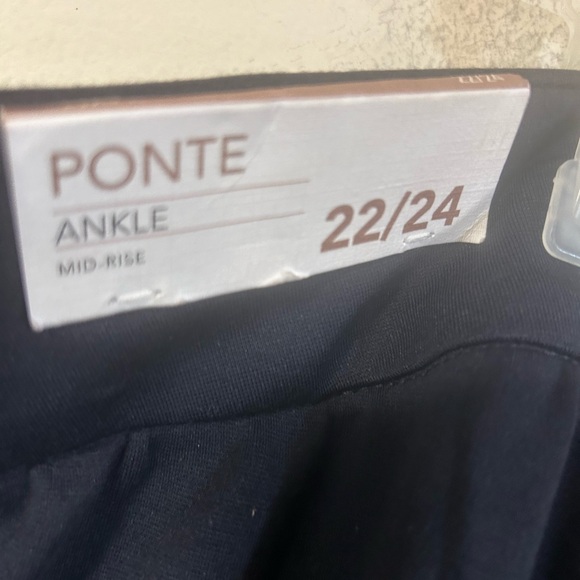 PONTE
ANKLE
MID-RISE
22/24